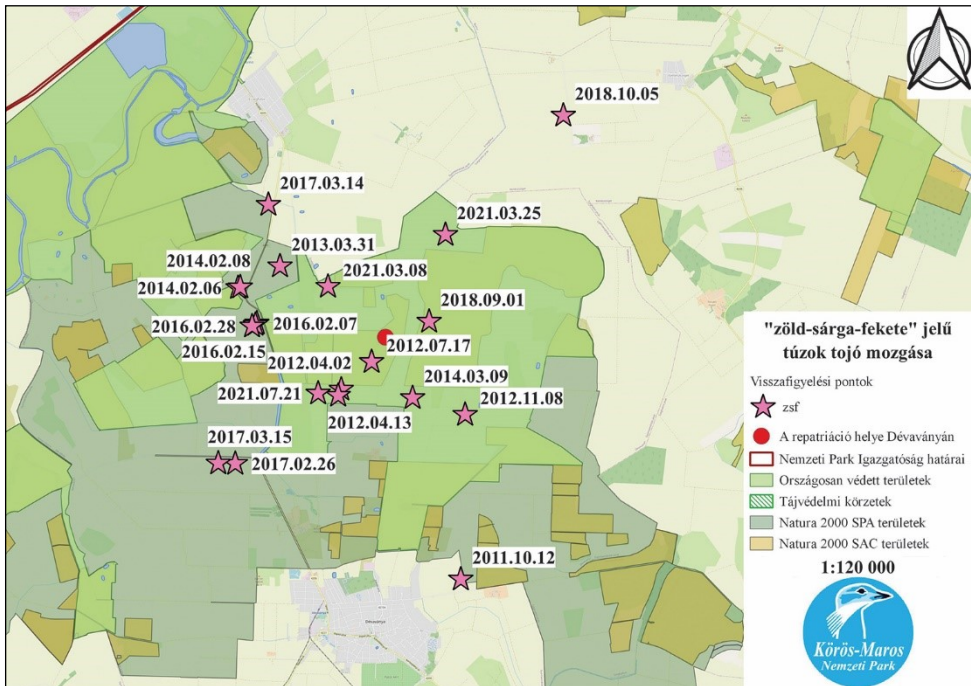 2018.10.05
2017.03.14
2021.03.25
2013.03.31
2014.02.08
2021.03.08
2014.02.06
2018.09.01
2016.02.28
2016.02.07
2012.07.17
2016.02.15
2012.04.02
2014.03.09
2021.07.21
2012.11.08
2012.04.13
2017.03.15
2017.02.26
2011.10.12
Dévaványa
"zöld-sárga-fekete" jelű
túzok tojó mozgása
Visszafigyelési pontok
zsf
A repatriáció helye Dévaványán
Nemzeti Park Igazgatóság határai
Országosan védett területek
Tájvédelmi körzetek
Natura 2000 SPA területek
Natura 2000 SAC területek
1:120 000
Körös-Maros
Nemzeti Park